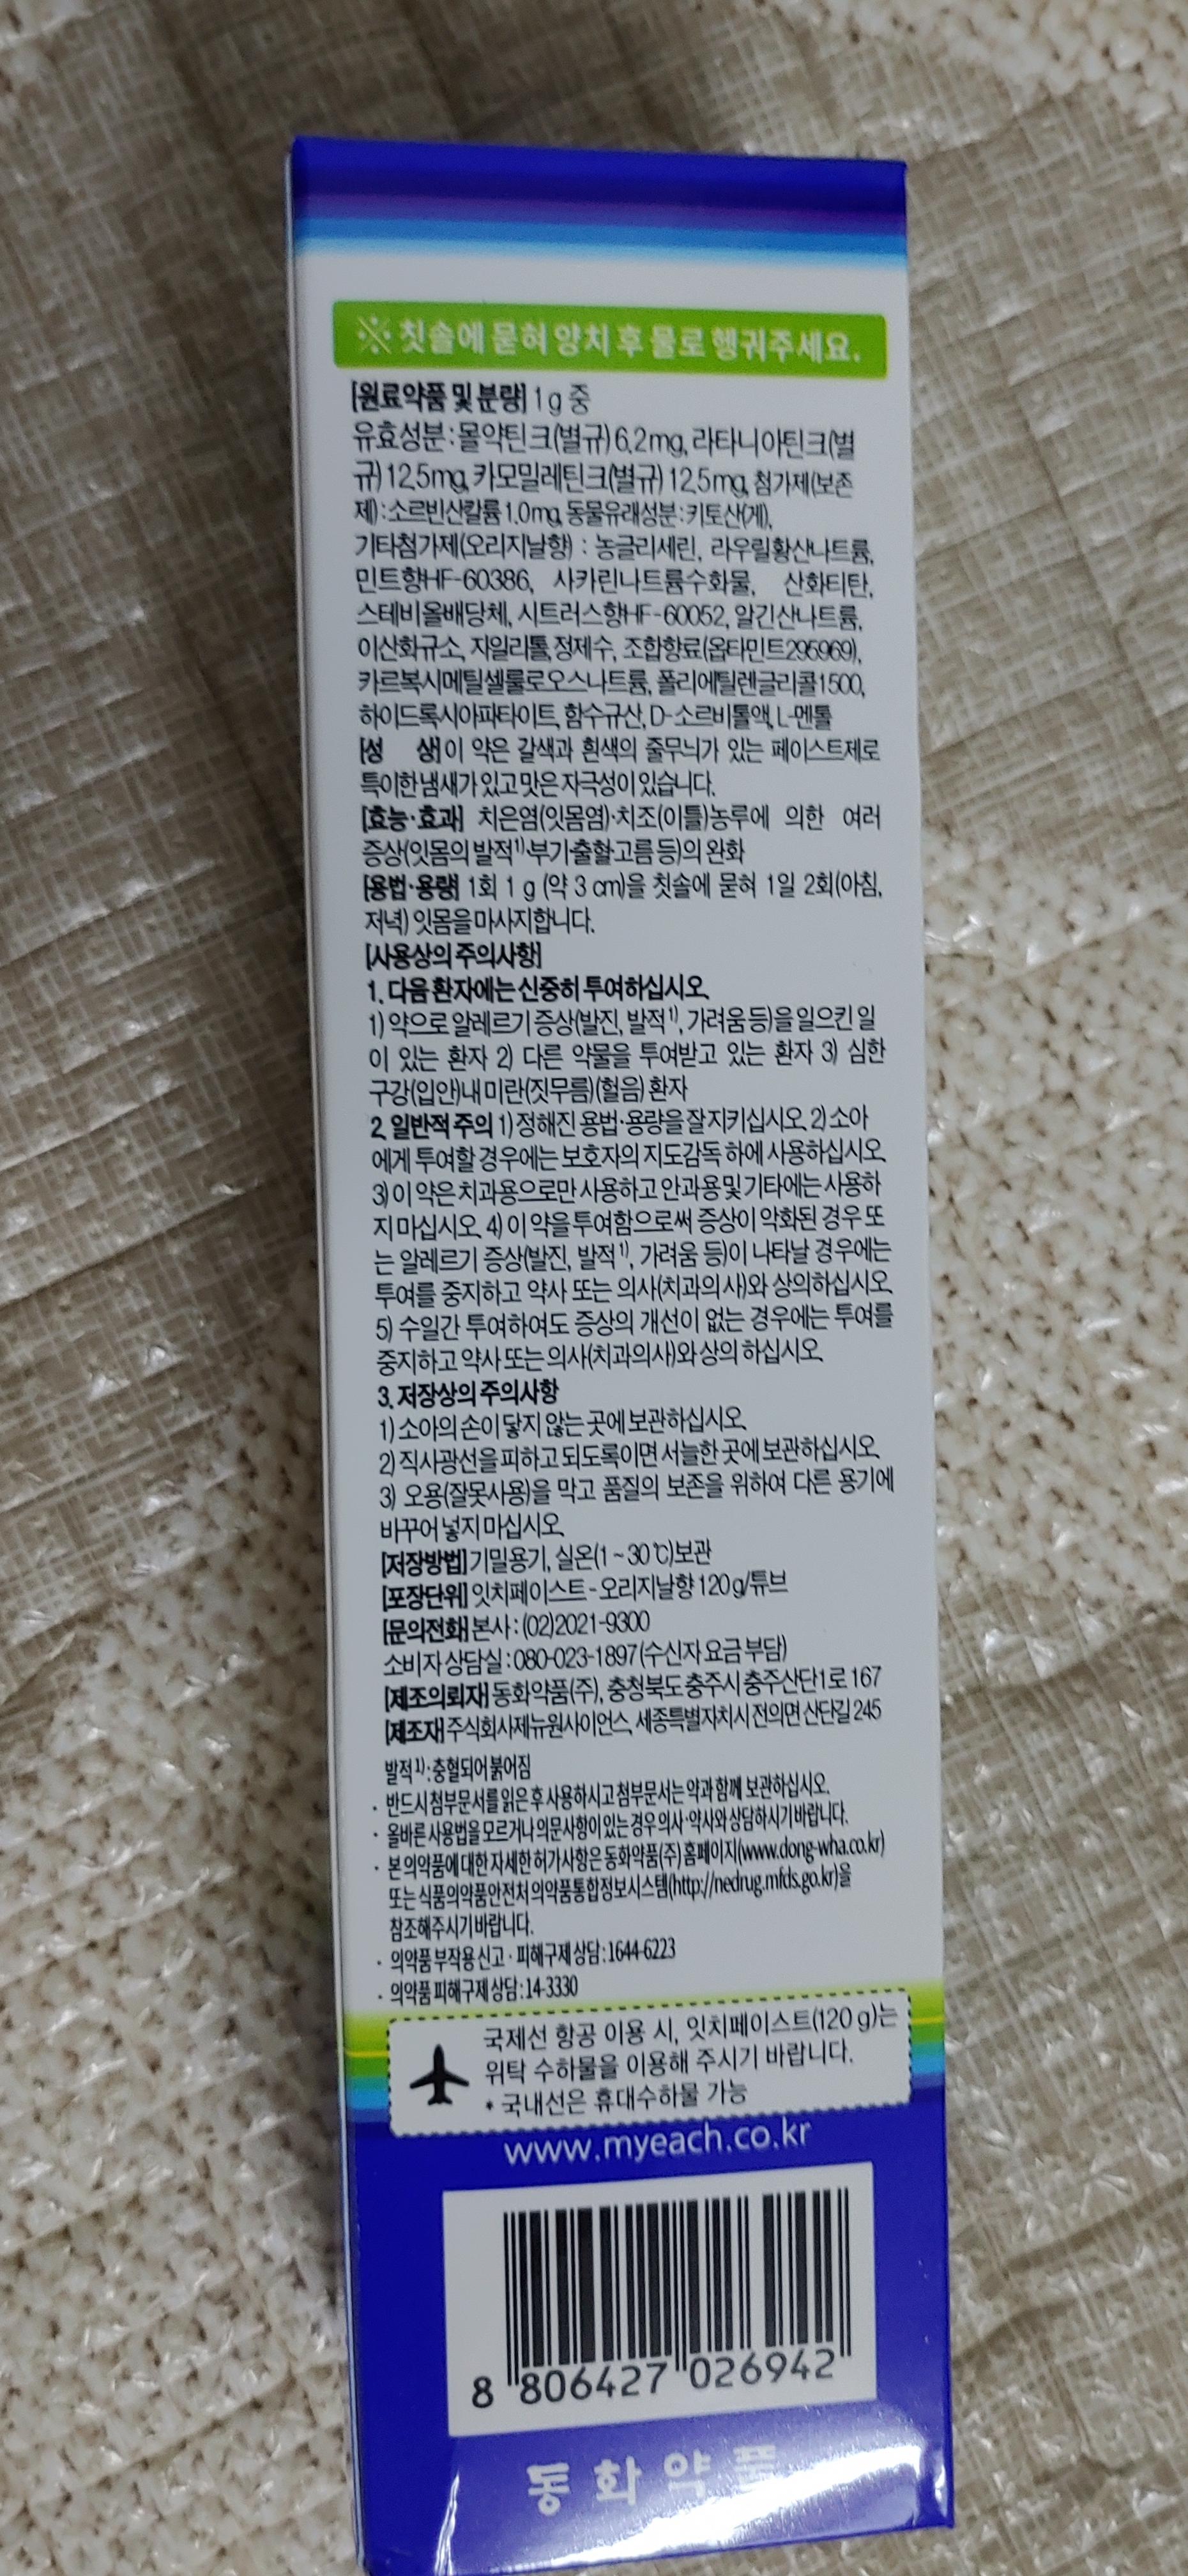 ※ 칫솔에 묻혀 양치 후 물로 헹궈주세요.
[원료약품 및 분량] 1 g 중
유효성분 : 몰약틴크(별규) 6.2mg, 라타니아틴크(별
규) 12.5mg, 카모밀레틴크(별규) 12.5mg, 첨가제(보존
제) : 소르빈산칼륨 1.0mg, 동물유래성분 : 키토산(게),
기타첨가제(오리지날향) : 농글리세린, 라우릴황산나트륨,
민트향HF-60386, 사카린나트륨수화물, 산화티탄,
스테비올배당체, 시트러스향HF-60052, 알긴산나트륨,
이산화규소, 자일리톨, 정제수, 조합향료(옵타민트295969),
카르복시메틸셀룰로오스나트륨, 폴리에틸렌글리콜1500,
하이드록시아파타이트, 함수규산, D-소르비톨액, L-멘톨
[성 상] 이 약은 갈색과 흰색의 줄무늬가 있는 페이스트제로
특이한 냄새가 있고 맛은 자극성이 있습니다.
[효능·효과] 치은염(잇몸염)·치조(이틀)농루에 의한 여러
증상(잇몸의 발적¹⁾·부기·출혈·고름 등)의 완화
[용법·용량] 1회 1 g (약 3 cm)을 칫솔에 묻혀 1일 2회(아침,
저녁) 잇몸을 마사지합니다.
[사용상의 주의사항]
1. 다음 환자에는 신중히 투여하십시오.
1) 약으로 알레르기 증상(발진, 발적¹⁾, 가려움 등)을 일으킨 일
이 있는 환자 2) 다른 약물을 투여받고 있는 환자 3) 심한
구강(입안)내 미란(짓무름)(헐음) 환자
2. 일반적 주의 1) 정해진 용법·용량을 잘 지키십시오. 2) 소아
에게 투여할 경우에는 보호자의 지도감독 하에 사용하십시오.
3) 이 약은 치과용으로만 사용하고 안과용 및 기타에는 사용하
지 마십시오. 4) 이 약을 투여함으로써 증상이 악화된 경우 또
는 알레르기 증상(발진, 발적¹⁾, 가려움 등)이 나타날 경우에는
투여를 중지하고 약사 또는 의사(치과의사)와 상의하십시오.
5) 수일간 투여하여도 증상의 개선이 없는 경우에는 투여를
중지하고 약사 또는 의사(치과의사)와 상의 하십시오.
3. 저장상의 주의사항
1) 소아의 손이 닿지 않는 곳에 보관하십시오.
2) 직사광선을 피하고 되도록이면 서늘한 곳에 보관하십시오.
3) 오용(잘못사용)을 막고 품질의 보존을 위하여 다른 용기에
바꾸어 넣지 마십시오.
[저장방법] 기밀용기, 실온(1 ~ 30 ℃)보관
[포장단위] 잇치페이스트 - 오리지날향 120 g/튜브
[문의전화] 본사 : (02)2021-9300
소비자 상담실 : 080-023-1897 (수신자 요금 부담)
[제조의뢰자] 동화약품(주), 충청북도 충주시 충주산단1로 167
[제조자] 주식회사제뉴원사이언스, 세종특별자치시 전의면 산단길 245
발적¹⁾ : 충혈되어 붉어짐
· 반드시 첨부문서를 읽은 후 사용하시고 첨부문서는 약과 함께 보관하십시오.
· 올바른 사용법을 모르거나 의문사항이 있는 경우 의사·약사와 상담하시기 바랍니다.
· 본 의약품에 대한 자세한 허가사항은 동화약품(주) 홈페이지(www.dong-wha.co.kr)
또는 식품의약품안전처 의약품통합정보시스템(http://nedrug.mfds.go.kr)을
참조해주시기 바랍니다.
· 의약품 부작용 신고 · 피해구제 상담 : 1644-6223
· 의약품 피해구제 상담 : 14-3330
국제선 항공 이용 시, 잇치페이스트(120 g)는
위탁 수하물을 이용해 주시기 바랍니다.
* 국내선은 휴대수하물 가능
www.myeach.co.kr
8 806427 026942
동화약품